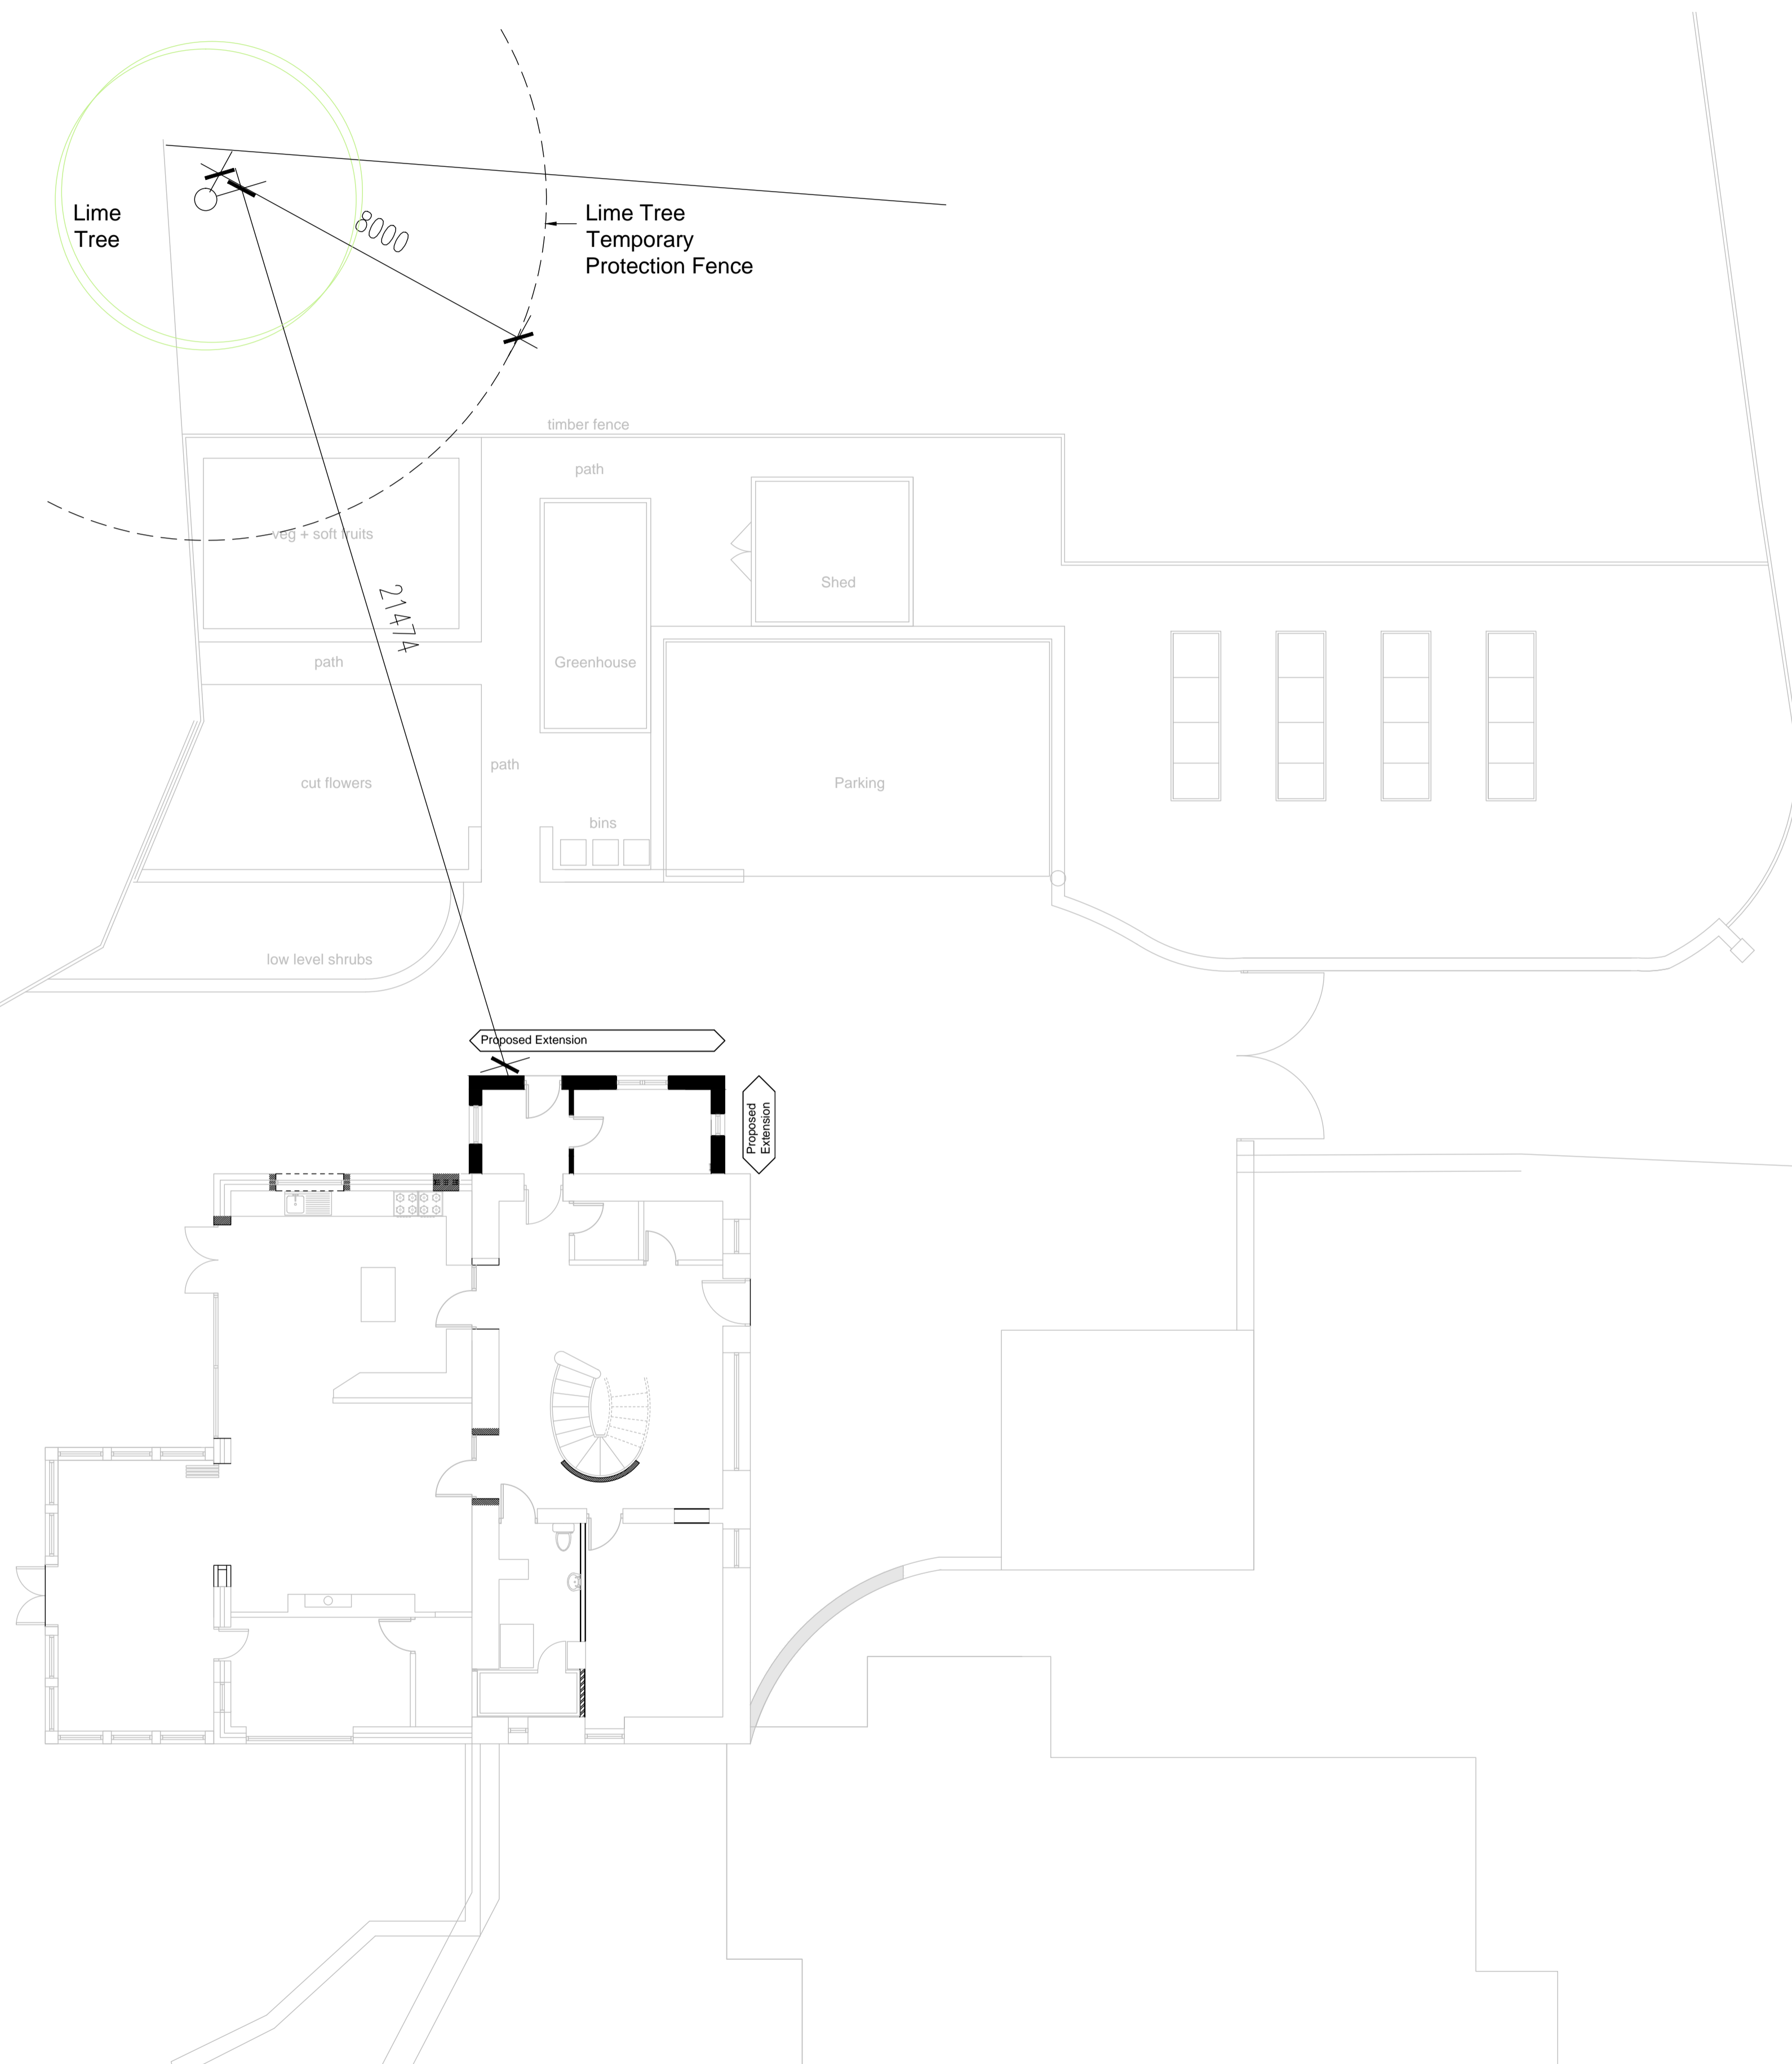 Lime
Tree
8000
Lime Tree
Temporary
Protection Fence
timber fence
path
veg + soft fruits
Shed
21474
path
Greenhouse
path
cut flowers
Parking
bins
low level shrubs
Proposed Extension
Proposed
Extension